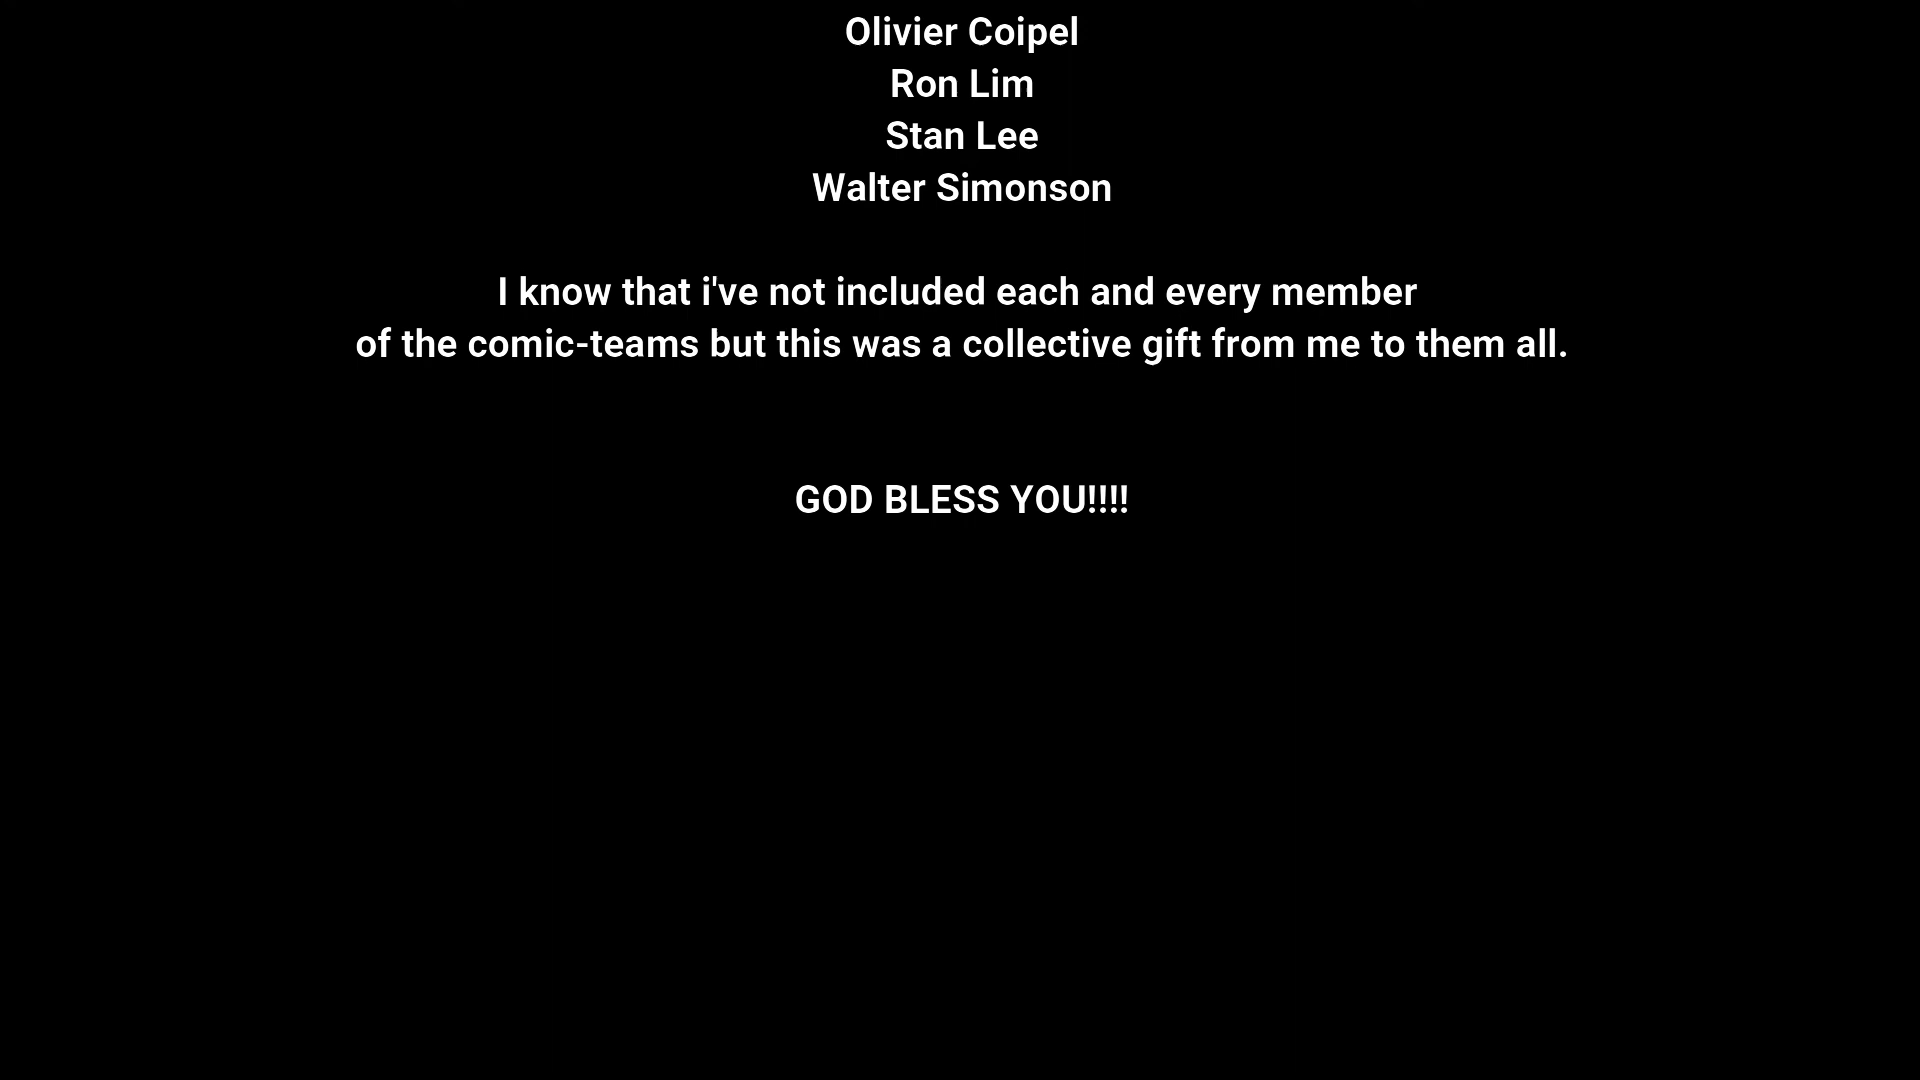 Olivier Coipel
Ron Lim
Stan Lee
Walter Simonson
I know that i've not included each and every member
of the comic-teams but this was a collective gift from me to them all.
GOD BLESS YOU!!!!